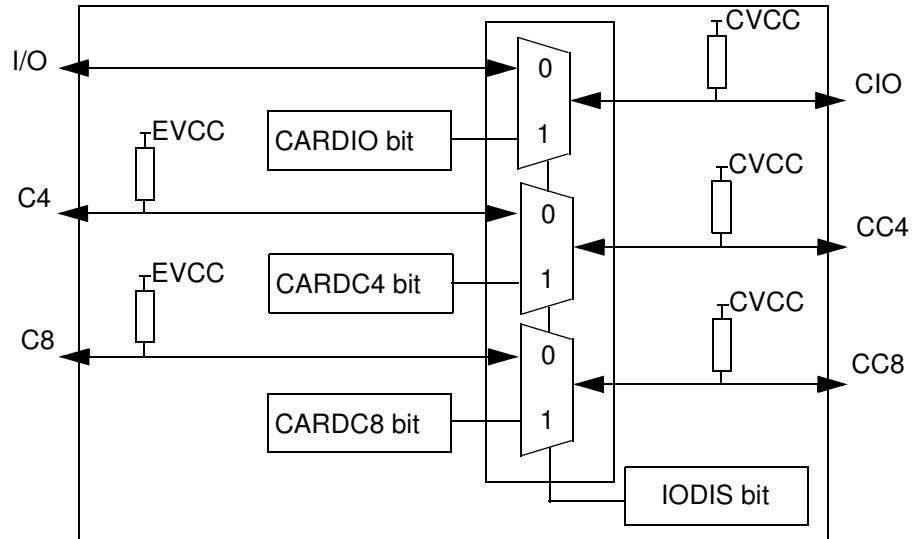 CVCC
I/O
0
CIO
EVCC
CARDIO bit
1
CVCC
C4
0
CC4
EVCC
CARDC4 bit
1
CVCC
C8
0
CC8
CARDC8 bit
1
IODIS bit